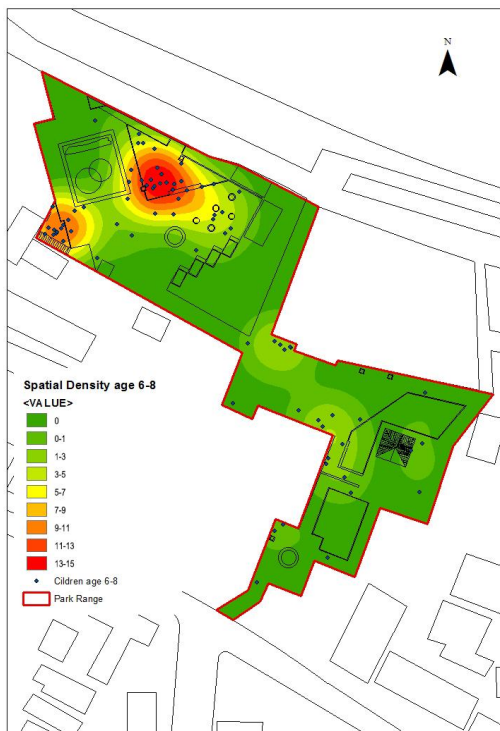 N
Spatial Density age 6-8
<VALUE>
0
0-1
1-3
3-5
5-7
7-9
9-11
11-13
13-15
Cildren age 6-8
Park Range